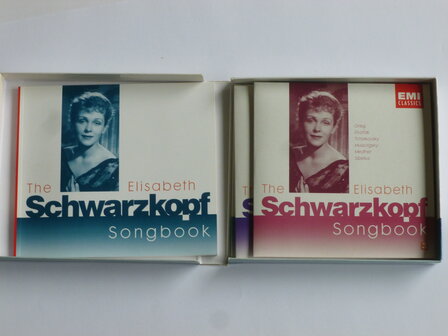 The Elisabeth
Schwarzkopf
Songbook
EMI
CLASSICS
Grieg
Dvořák
Tchaikovsky
Mussorgsky
Medtner
Sibelius
The Elisabeth
Schwarzkopf
Songbook